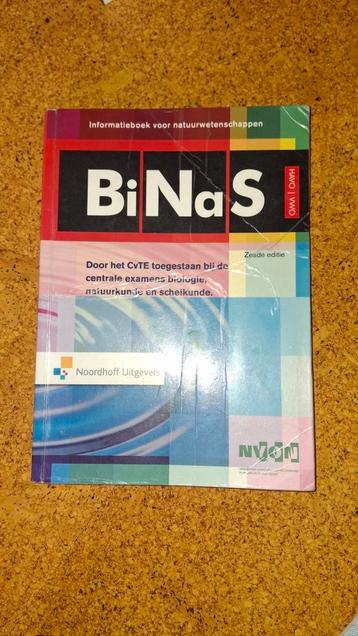 Informatieboek voor natuurwetenschappen
BiNaS
HAVO | VWO
Zesde editie
Door het CvTE toegestaan bij de
centrale examens biologie,
natuurkunde en scheikunde.
Noordhoff Uitgevers
NVON